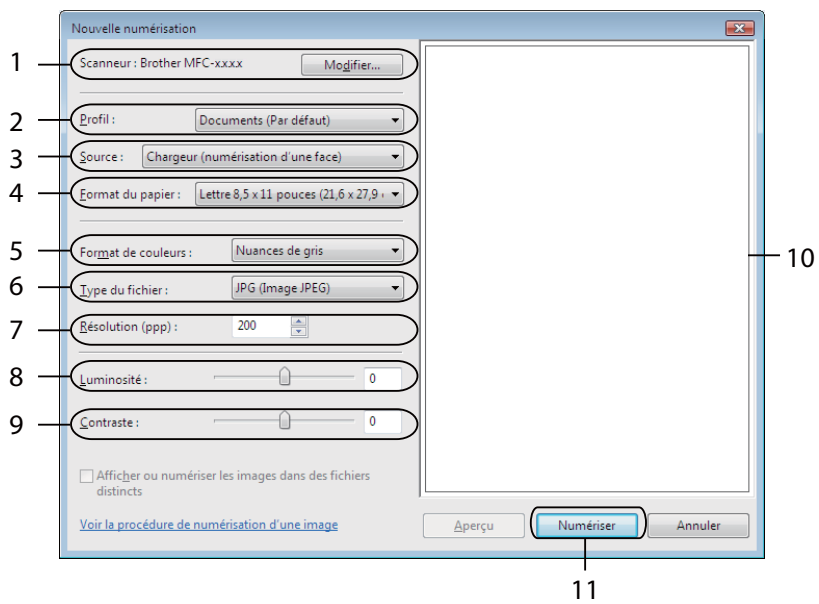 Nouvelle numérisation
1 Scanneur : Brother MFC-xxxx Modifier...
2 Profil : Documents (Par défaut)
3 Source : Chargeur (numérisation d'une face)
4 Format du papier : Lettre 8,5 x 11 pouces (21,6 x 27,9
5 Format de couleurs : Nuances de gris
10
6 Type du fichier : JPG (Image JPEG)
7 Résolution (ppp) : 200
8 Luminosité : 0
9 Contraste : 0
Afficher ou numériser les images dans des fichiers
distincts
Voir la procédure de numérisation d'une image Aperçu Numériser Annuler
11